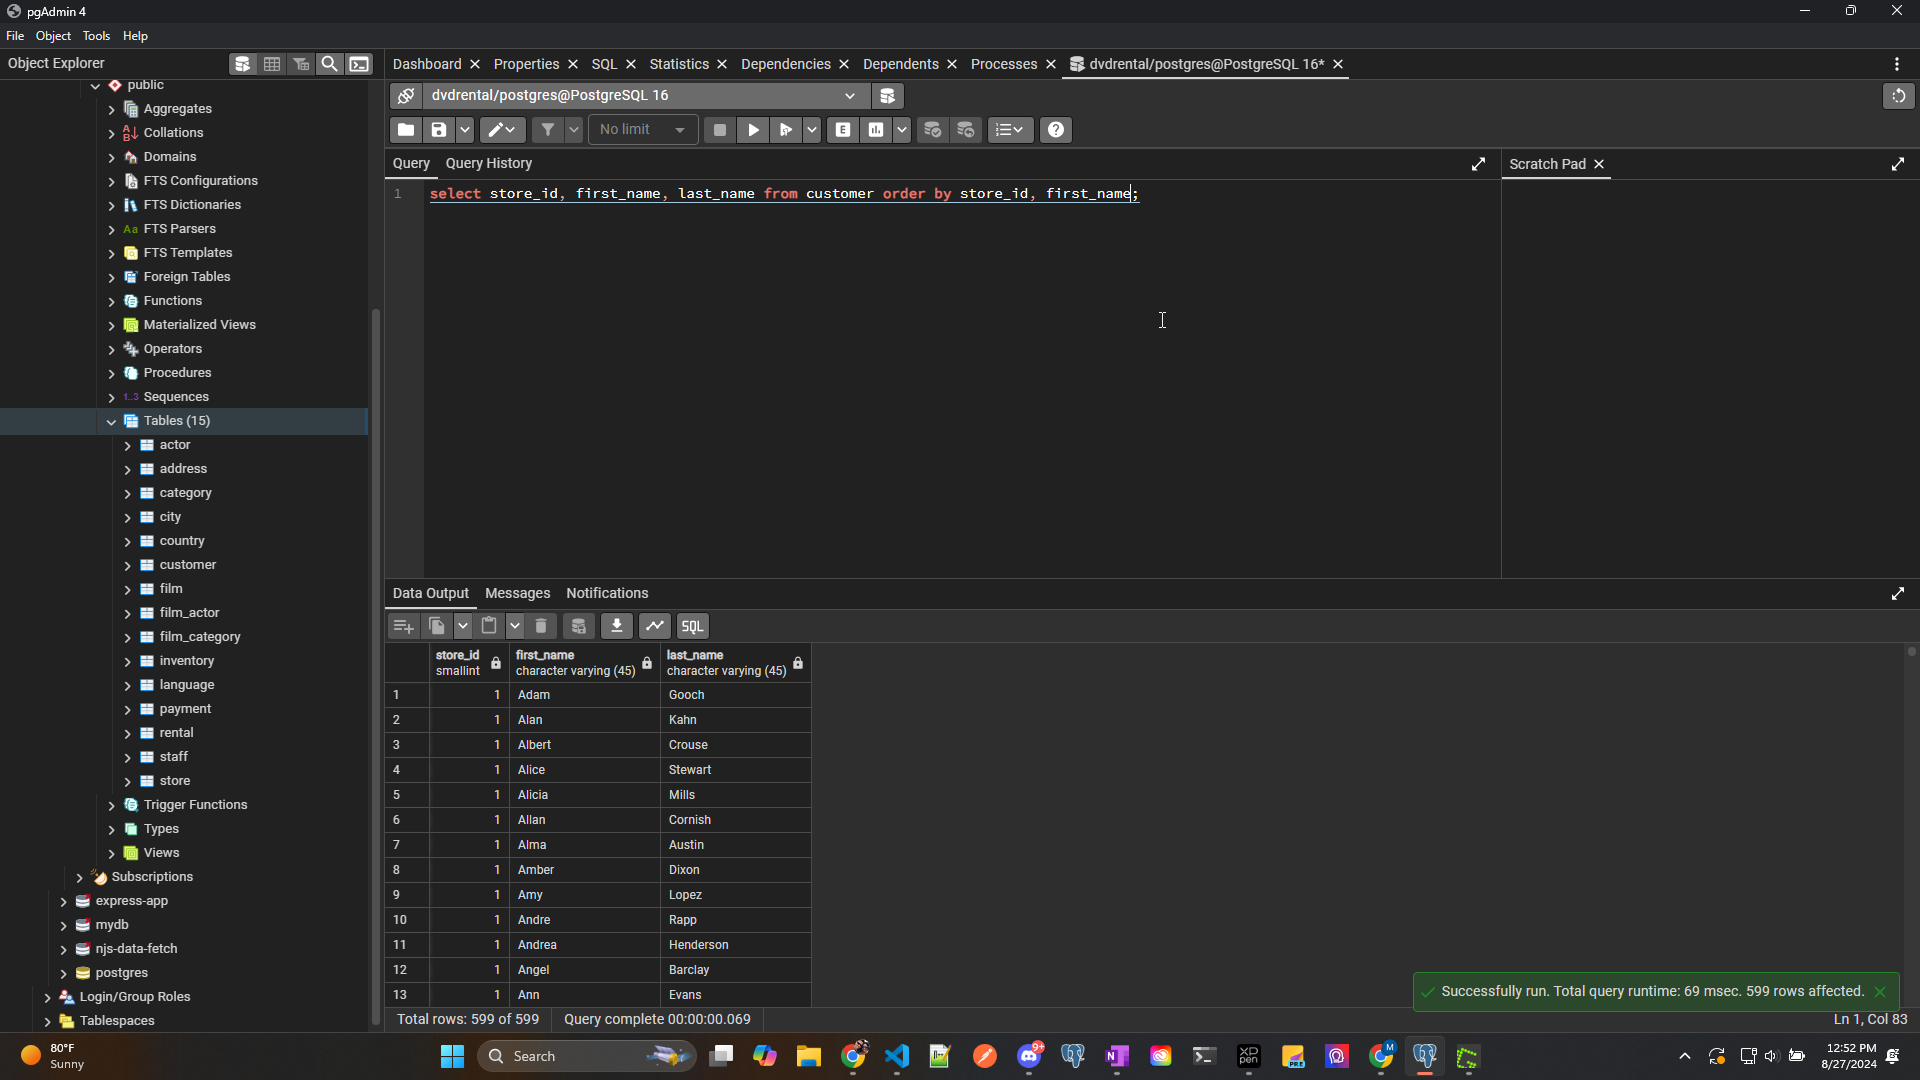 pgAdmin 4
File Object Tools Help
Object Explorer
Dashboard Properties SQL Statistics Dependencies Dependents Processes dvdrental/postgres@PostgreSQL 16*
public
Aggregates
Collations
Domains
FTS Configurations
FTS Dictionaries
Aa FTS Parsers
FTS Templates
Foreign Tables
Functions
Materialized Views
Operators
Procedures
1..3 Sequences
Tables (15)
actor
address
category
city
country
customer
film
film_actor
film_category
inventory
language
payment
rental
staff
store
Trigger Functions
Types
Views
Subscriptions
express-app
mydb
njs-data-fetch
postgres
Login/Group Roles
Tablespaces
dvdrental/postgres@PostgreSQL 16
No limit
E
Query Query History
Scratch Pad
1 select store_id, first_name, last_name from customer order by store_id, first_name;
Data Output Messages Notifications
SQL
store_id first_name last_name
smallint character varying (45) character varying (45)
1 1 Adam Gooch
2 1 Alan Kahn
3 1 Albert Crouse
4 1 Alice Stewart
5 1 Alicia Mills
6 1 Allan Cornish
7 1 Alma Austin
8 1 Amber Dixon
9 1 Amy Lopez
10 1 Andre Rapp
11 1 Andrea Henderson
12 1 Angel Barclay
13 1 Ann Evans
Successfully run. Total query runtime: 69 msec. 599 rows affected.
Total rows: 599 of 599 Query complete 00:00:00.069
Ln 1, Col 83
80°F
Sunny
Search
9+
XP
pen
PRE
M
12:52 PM
8/27/2024